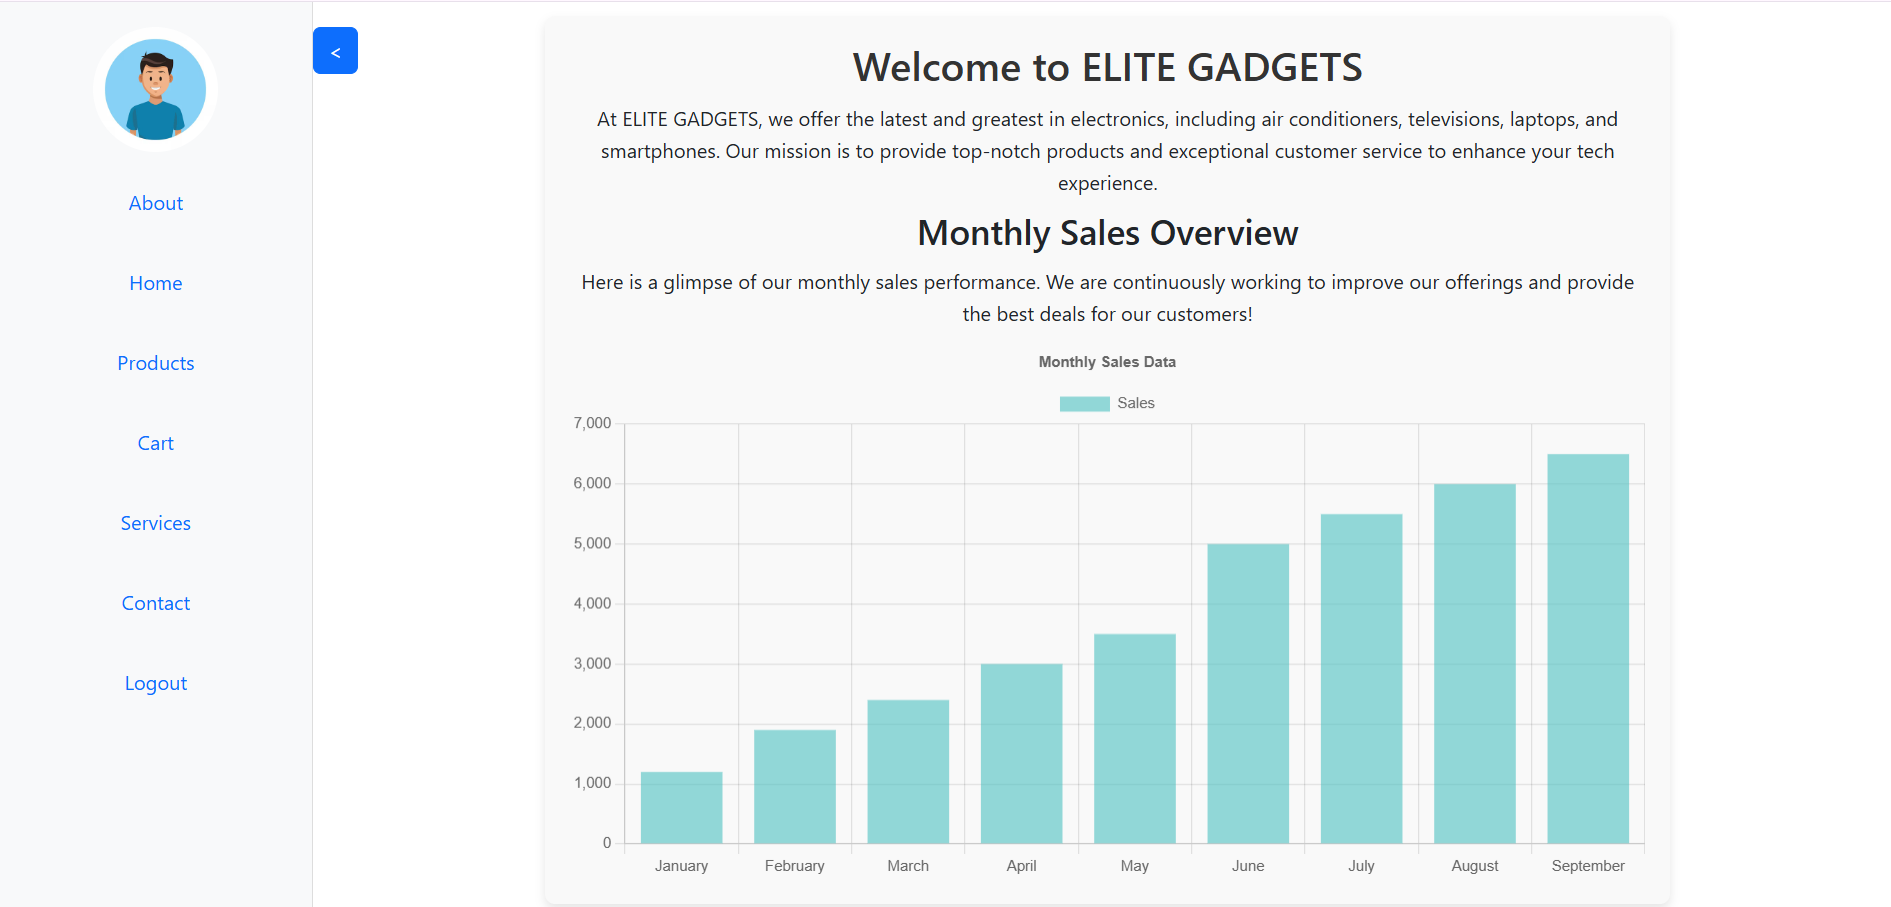 About
Home
Products
Cart
Services
Contact
Logout
<
Welcome to ELITE GADGETS
At ELITE GADGETS, we offer the latest and greatest in electronics, including air conditioners, televisions, laptops, and
smartphones. Our mission is to provide top-notch products and exceptional customer service to enhance your tech
experience.
Monthly Sales Overview
Here is a glimpse of our monthly sales performance. We are continuously working to improve our offerings and provide
the best deals for our customers!
Monthly Sales Data
Sales
7,000
6,000
5,000
4,000
3,000
2,000
1,000
0
January February March April May June July August September